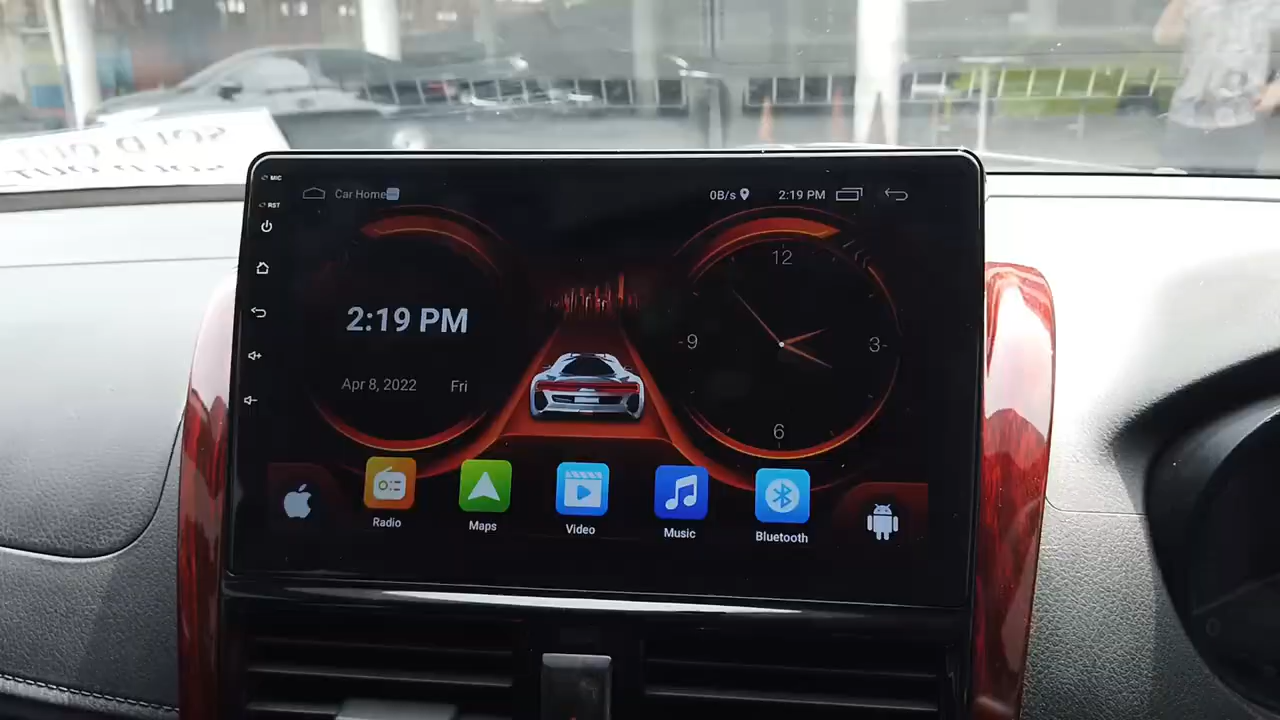 MIC
Car Home
0B/s
2:19 PM
RST
12
2:19 PM
-9
3-
Apr 8, 2022
Fri
6
Radio
Maps
Video
Music
Bluetooth